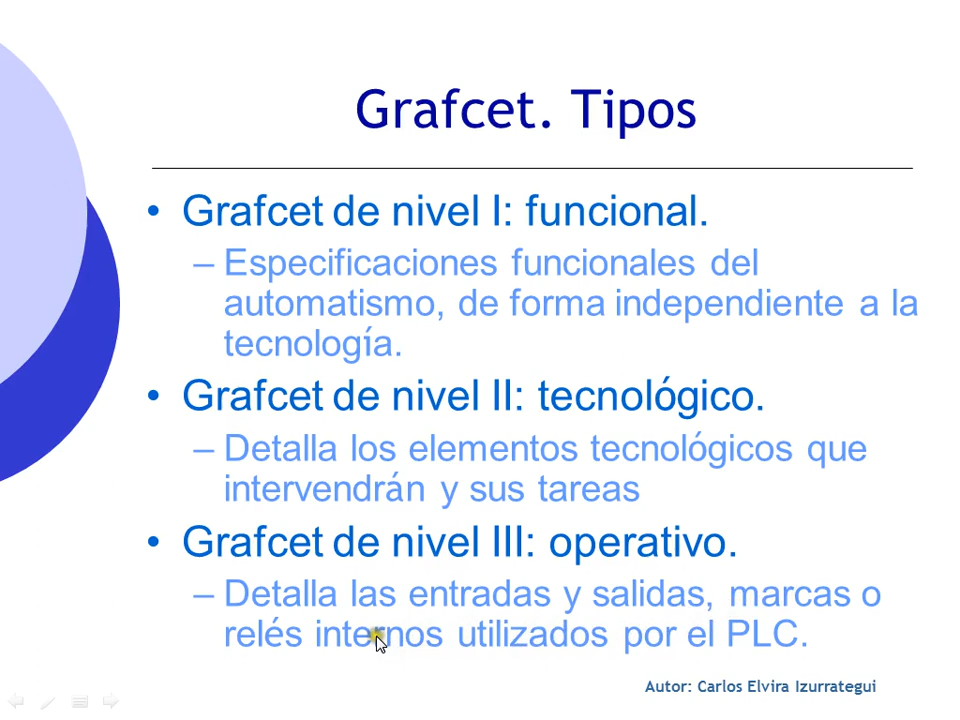 Grafcet. Tipos
• Grafcet de nivel I: funcional.
– Especificaciones funcionales del
automatismo, de forma independiente a la
tecnología.
• Grafcet de nivel II: tecnológico.
– Detalla los elementos tecnológicos que
intervendrán y sus tareas
• Grafcet de nivel III: operativo.
– Detalla las entradas y salidas, marcas o
relés internos utilizados por el PLC.
Autor: Carlos Elvira Izurrategui